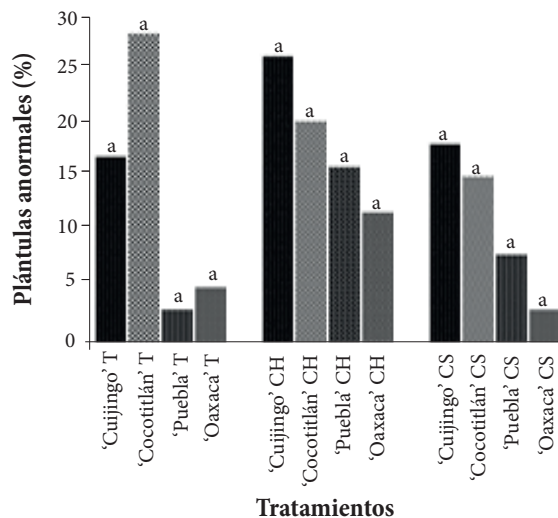 Plántulas anormales (%)
30
25
20
15
10
5
0
a
a
a
a
a
a
a
a
a
a
a
a
‘Cuijingo’ T
‘Cocotitlán’ T
‘Puebla’ T
‘Oaxaca’ T
‘Cuijingo’ CH
‘Cocotitlán’ CH
‘Puebla’ CH
‘Oaxaca’ CH
‘Cuijingo’ CS
‘Cocotitlán’ CS
‘Puebla’ CS
‘Oaxaca’ CS
Tratamientos